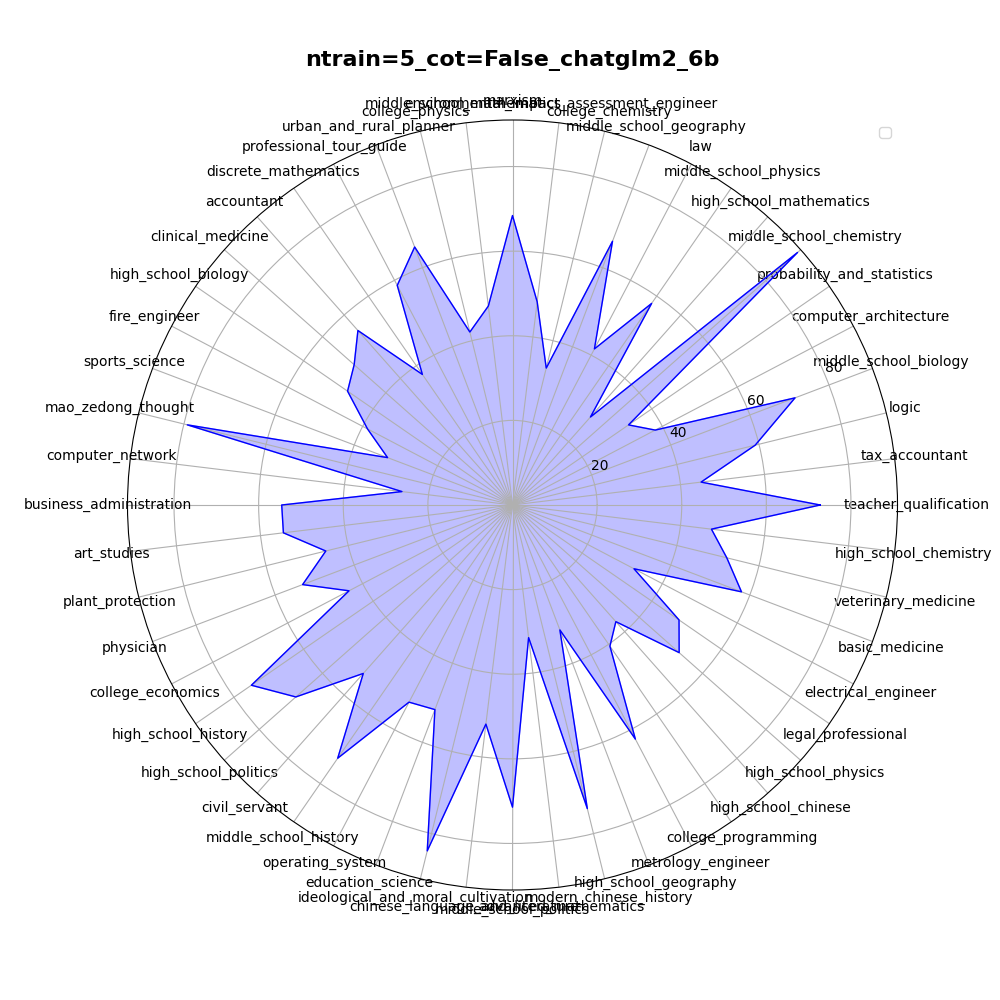 ntrain=5_cot=False_chatglm2_6b
marxism
middle_school_mathematics
environmental_impact_assessment_engineer
college_physics
college_chemistry
urban_and_rural_planner
middle_school_geography
professional_tour_guide
law
discrete_mathematics
middle_school_physics
accountant
high_school_mathematics
clinical_medicine
middle_school_chemistry
high_school_biology
probability_and_statistics
fire_engineer
computer_architecture
sports_science
middle_school_biology
80
60
mao_zedong_thought
logic
40
computer_network
tax_accountant
20
business_administration
teacher_qualification
art_studies
high_school_chemistry
plant_protection
veterinary_medicine
physician
basic_medicine
college_economics
electrical_engineer
high_school_history
legal_professional
high_school_politics
high_school_physics
civil_servant
high_school_chinese
middle_school_history
college_programming
operating_system
metrology_engineer
education_science
high_school_geography
ideological_and_moral_cultivation
modern_chinese_history
chinese_language_and_literature
advanced_mathematics
middle_school_politics